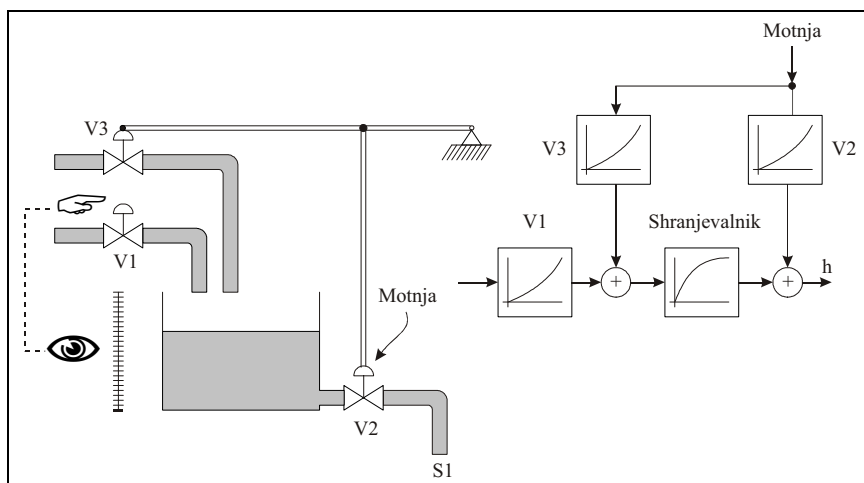 Motnja
V3
V3
V2
V1
V1
Shranjevalnik
+
+
h
Motnja
V2
S1